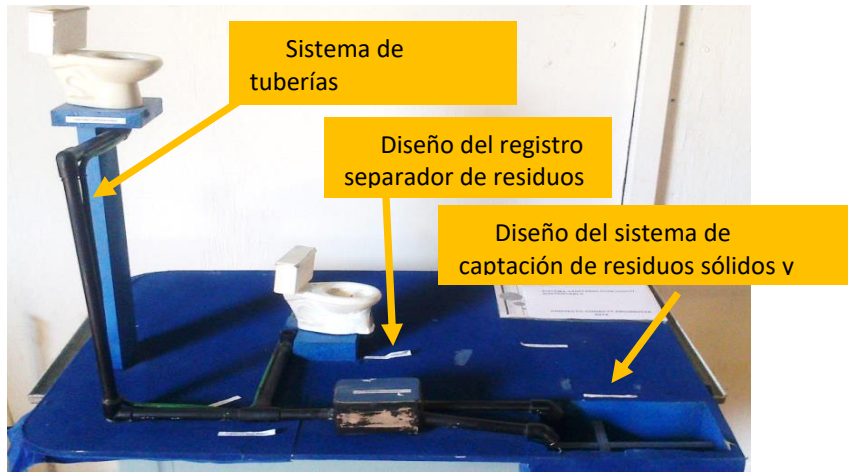 Sistema de
tuberías
Diseño del registro
separador de residuos
Diseño del sistema de
captación de residuos sólidos y